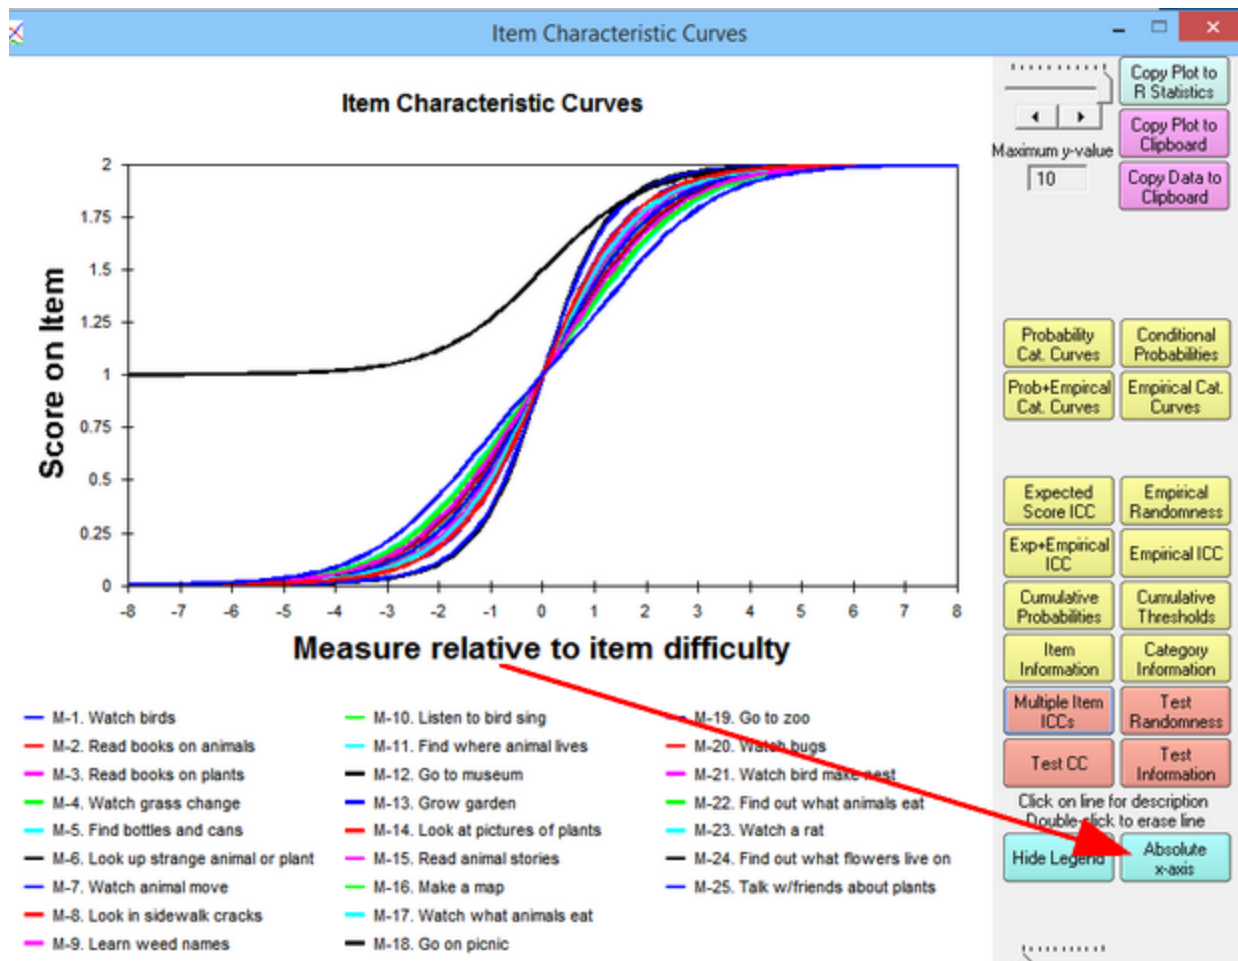 Item Characteristic Curves
Item Characteristic Curves
Score on Item
2
1.75
1.5
1.25
1
0.75
0.5
0.25
0
-8 -7 -6 -5 -4 -3 -2 -1 0 1 2 3 4 5 6 7 8
Measure relative to item difficulty
M-1. Watch birds
M-2. Read books on animals
M-3. Read books on plants
M-4. Watch grass change
M-5. Find bottles and cans
M-6. Look up strange animal or plant
M-7. Watch animal move
M-8. Look in sidewalk cracks
M-9. Learn weed names
M-10. Listen to bird sing
M-11. Find where animal lives
M-12. Go to museum
M-13. Grow garden
M-14. Look at pictures of plants
M-15. Read animal stories
M-16. Make a map
M-17. Watch what animals eat
M-18. Go on picnic
M-19. Go to zoo
M-20. Watch bugs
M-21. Watch bird make nest
M-22. Find out what animals eat
M-23. Watch a rat
M-24. Find out what flowers live on
M-25. Talk w/friends about plants
Copy Plot to
R Statistics
Maximum y-value
10
Copy Plot to
Clipboard
Copy Data to
Clipboard
Probability
Cat. Curves
Conditional
Probabilities
Prob+Empircal
Cat. Curves
Empirical Cat.
Curves
Expected
Score ICC
Empirical
Randomness
Exp+Empirical
ICC
Empirical ICC
Cumulative
Probabilities
Cumulative
Thresholds
Item
Information
Category
Information
Multiple Item
ICCs
Test
Randomness
Test CC
Test
Information
Click on line for description
Double-click to erase line
Hide Legend
Absolute
x-axis